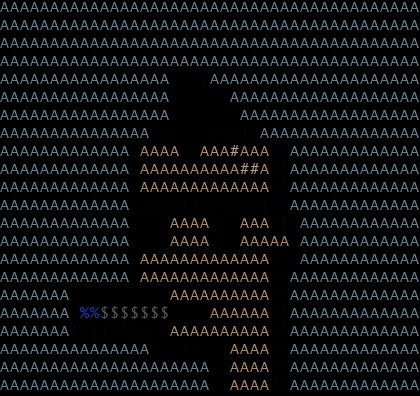 AAAAAAAAAAAAAAAAAAAAAAAAAAAAAAAAAAAAAAAAAA
AAAAAAAAAAAAAAAAAAAAAAAAAAAAAAAAAAAAAAAAAA
AAAAAAAAAAAAAAAAAAAAAAAAAAAAAAAAAAAAAAAAAA
AAAAAAAAAAAAAAAAAAAAAAAAAAAAAAAAAAAAAAAAAA
AAAAAAAAAAAAAAAAA    AAAAAAAAAAAAAAAAAAAAA
AAAAAAAAAAAAAAAAA      AAAAAAAAAAAAAAAAAAA
AAAAAAAAAAAAAAAAA       AAAAAAAAAAAAAAAAAA
AAAAAAAAAAAAAAA           AAAAAAAAAAAAAAAA
AAAAAAAAAAAAA AAAA  AAA#AAA  AAAAAAAAAAAAA
AAAAAAAAAAAAA AAAAAAAAAA##A  AAAAAAAAAAAAA
AAAAAAAAAAAAA AAAAAAAAAAAAA  AAAAAAAAAAAAA
AAAAAAAAAAAAA                AAAAAAAAAAAAA
AAAAAAAAAAAAA    AAAA   AAA   AAAAAAAAAAAA
AAAAAAAAAAAAA    AAAA   AAAAA AAAAAAAAAAAA
AAAAAAAAAAAAA AAAAAAAAAAAAA   AAAAAAAAAAAA
AAAAAAAAAAAAA AAAAAAAAAAAAA  AAAAAAAAAAAAA
AAAAAAA          AAAAAAAAAA  AAAAAAAAAAAAA
AAAAAAA %%$$$$$$$    AAAAAA  AAAAAAAAAAAAA
AAAAAAA          AAAAAAAAAA  AAAAAAAAAAAAA
AAAAAAAAAAAAAAA        AAAA  AAAAAAAAAAAAA
AAAAAAAAAAAAAAAAAAAAA  AAAA  AAAAAAAAAAAAA
AAAAAAAAAAAAAAAAAAAAA  AAAA  AAAAAAAAAAAAA